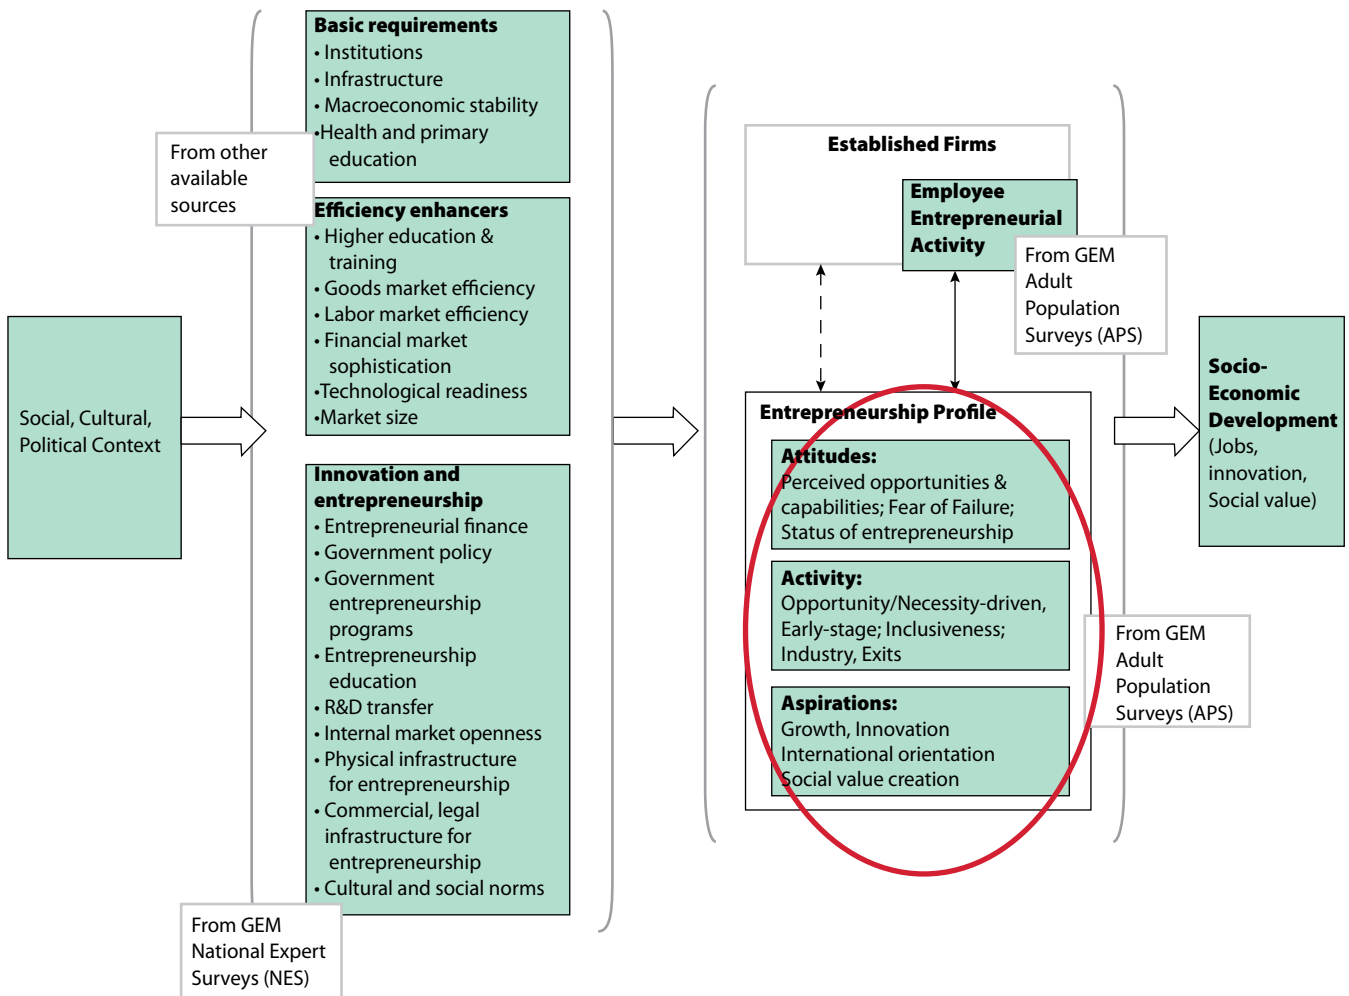 Social, Cultural,
Political Context
Basic requirements
• Institutions
• Infrastructure
• Macroeconomic stability
•Health and primary
education
From other
available
sources
Efficiency enhancers
• Higher education &
training
• Goods market efficiency
• Labor market efficiency
• Financial market
sophistication
•Technological readiness
•Market size
Innovation and
entrepreneurship
• Entrepreneurial finance
• Government policy
• Government
entrepreneurship
programs
• Entrepreneurship
education
• R&D transfer
• Internal market openness
• Physical infrastructure
for entrepreneurship
• Commercial, legal
infrastructure for
entrepreneurship
• Cultural and social norms
From GEM
National Expert
Surveys (NES)
Established Firms
Employee
Entrepreneurial
Activity
From GEM
Adult
Population
Surveys (APS)
Entrepreneurship Profile
Attitudes:
Perceived opportunities &
capabilities; Fear of Failure;
Status of entrepreneurship
Activity:
Opportunity/Necessity-driven,
Early-stage; Inclusiveness;
Industry, Exits
Aspirations:
Growth, Innovation
International orientation
Social value creation
From GEM
Adult
Population
Surveys (APS)
Socio-
Economic
Development
(Jobs,
innovation,
Social value)